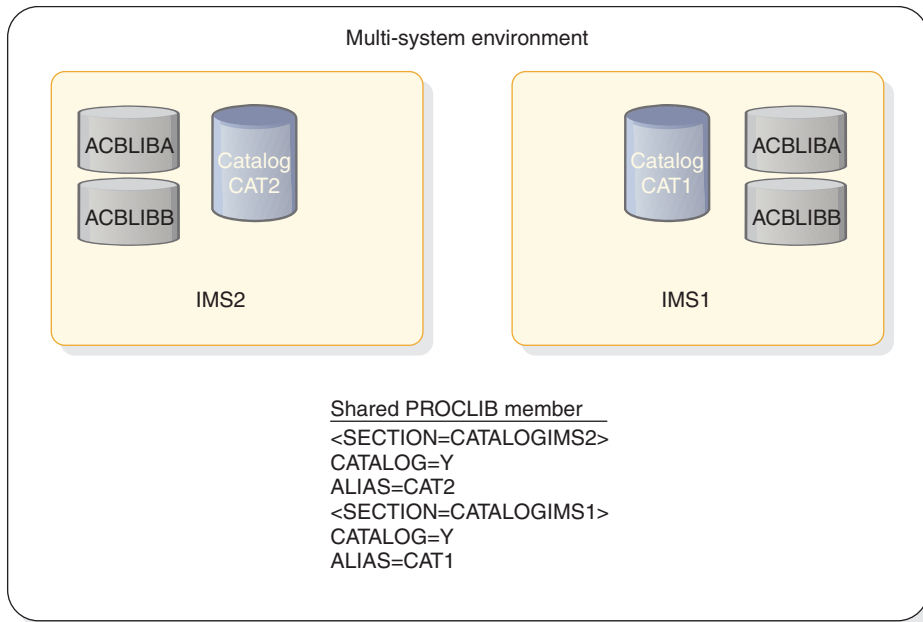 Multi-system environment
ACBLIBA
ACBLIBB
Catalog
CAT2
IMS2
Catalog
CAT1
ACBLIBA
ACBLIBB
IMS1
Shared PROCLIB member
<SECTION=CATALOGIMS2>
CATALOG=Y
ALIAS=CAT2
<SECTION=CATALOGIMS1>
CATALOG=Y
ALIAS=CAT1